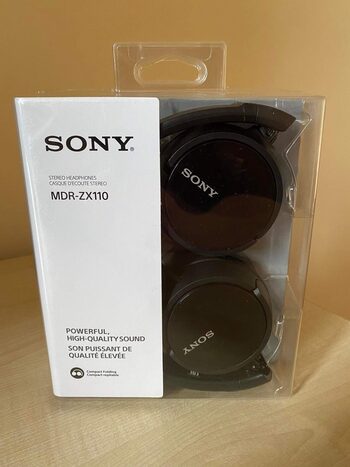 SONY
STEREO HEADPHONES
CASQUE D'ÉCOUTE STÉRÉO
MDR-ZX110
POWERFUL,
HIGH-QUALITY SOUND
SON PUISSANT DE
QUALITÉ ÉLEVÉE
Compact Folding
Compact repliable
SONY
SONY